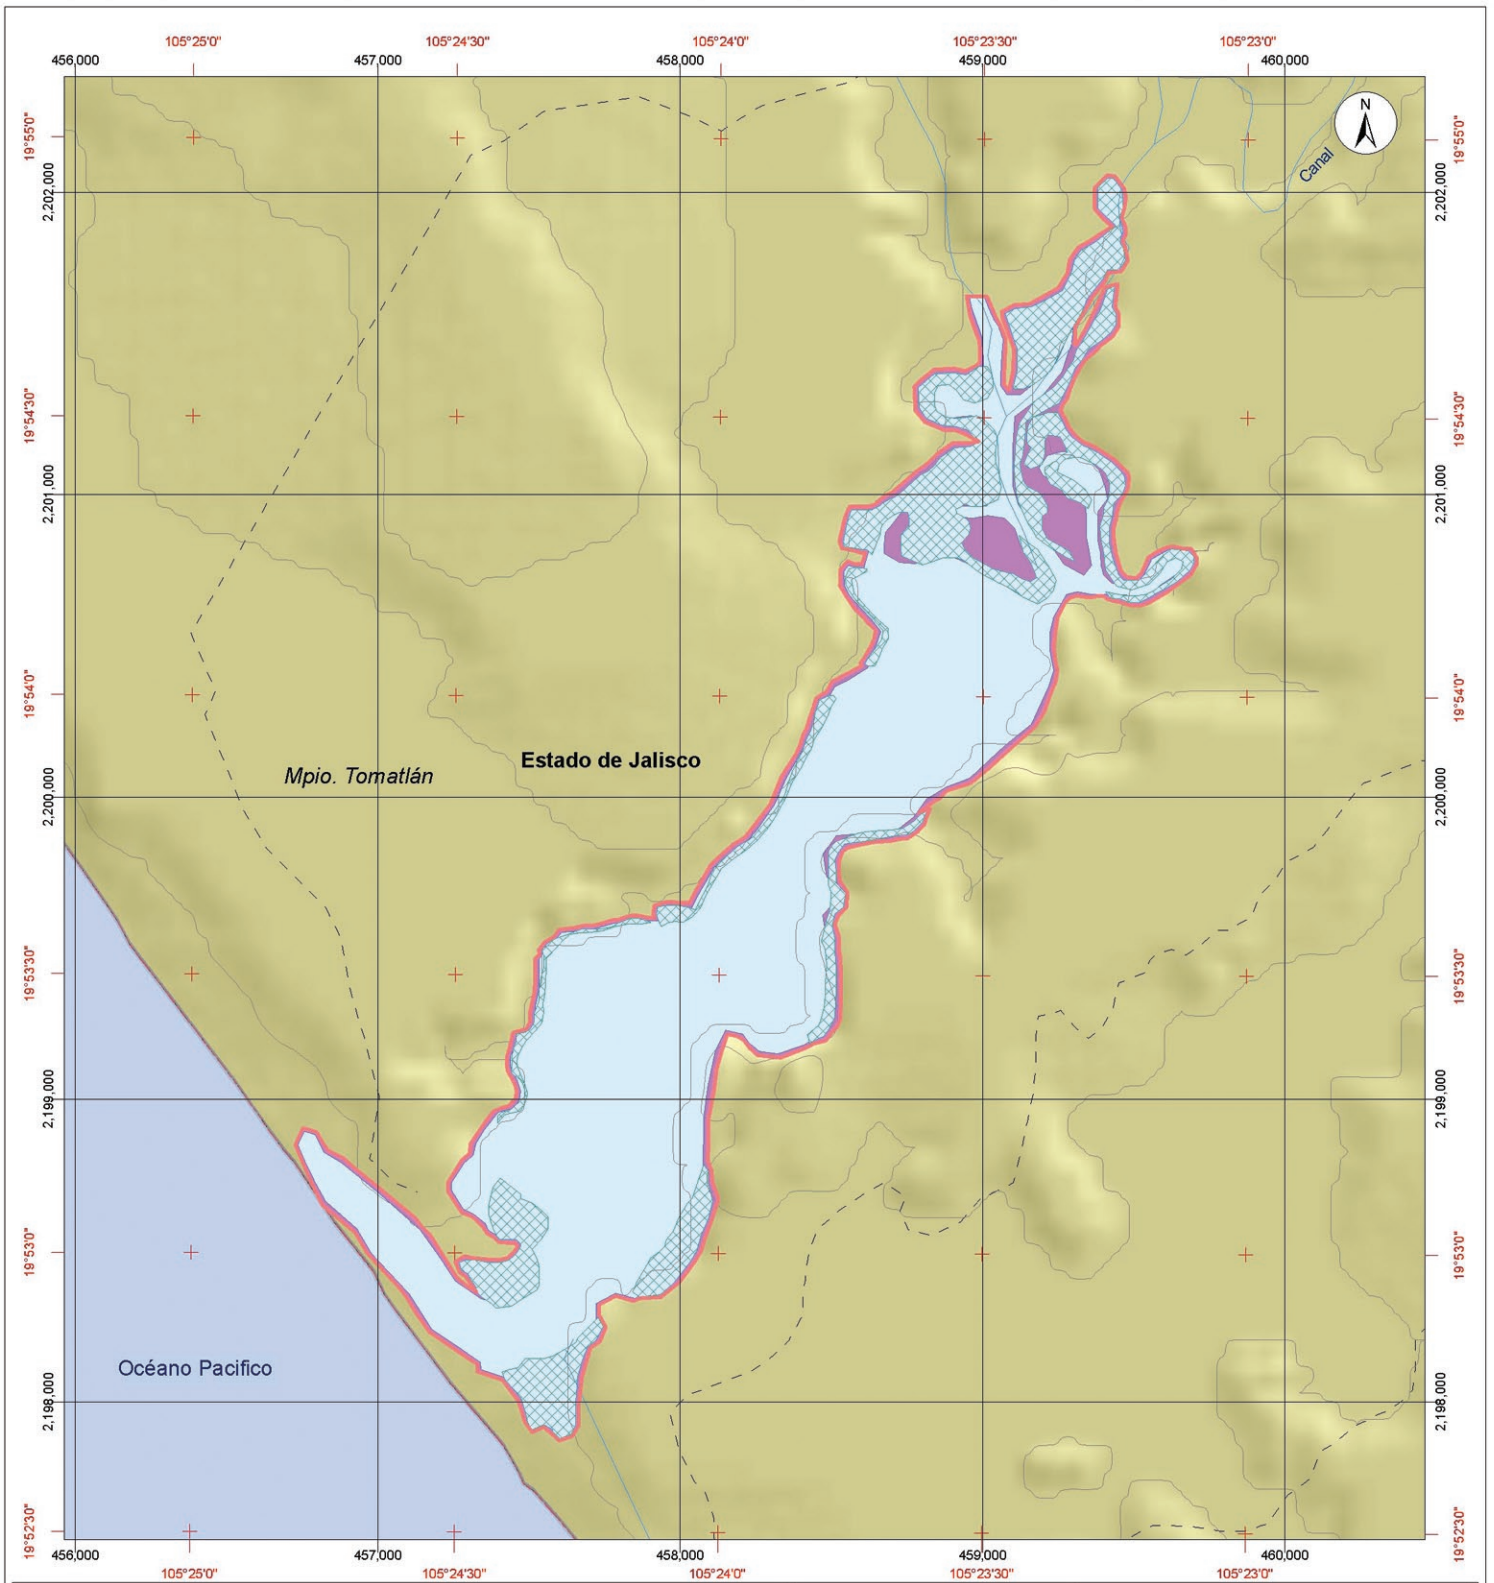 105°25'0" 105°24'30" 105°24'0" 105°23'30" 105°23'0"
456,000 457,000 458,000 459,000 460,000
N
Canal
19°55'0" 19°55'0"
2,202,000 2,202,000
19°54'30" 19°54'30"
2,201,000 2,201,000
19°54'0" 19°54'0"
Estado de Jalisco
Mpio. Tomatlán
2,200,000 2,200,000
19°53'30" 19°53'30"
2,199,000 2,199,000
19°53'0" 19°53'0"
Océano Pacifico
2,198,000 2,198,000
19°52'30" 19°52'30"
456,000 457,000 458,000 459,000 460,000
105°25'0" 105°24'30" 105°24'0" 105°23'30" 105°23'0"